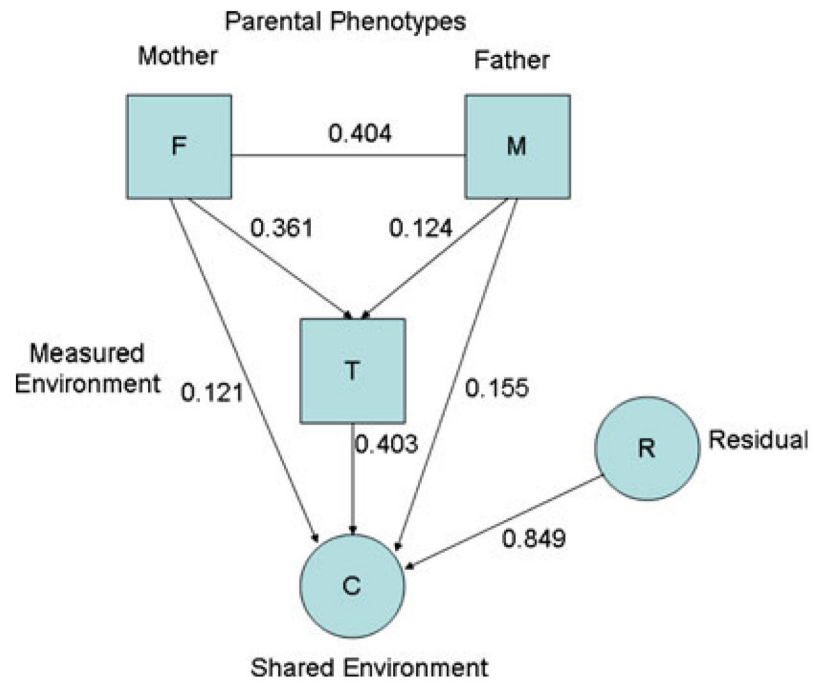 Parental Phenotypes
Mother
Father
F
0.404
M
0.361
0.124
Measured
Environment
T
0.121
0.155
0.403
R
Residual
0.849
C
Shared Environment